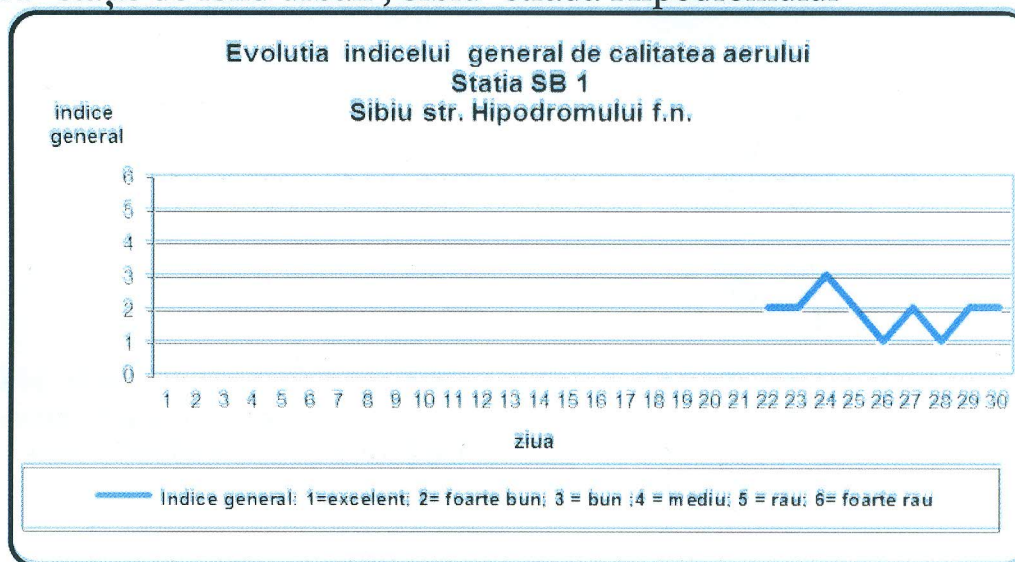 Evolutia indicelui general de calitatea aerului
Statia SB 1
Sibiu str. Hipodromului f.n.
indice
general
6
5
4
3
2
1
0
1 2 3 4 5 6 7 8 9 10 11 12 13 14 15 16 17 18 19 20 21 22 23 24 25 26 27 28 29 30
ziua
Indice general: 1=excelent; 2= foarte bun; 3 = bun ;4 = mediu; 5 = rau; 6= foarte rau